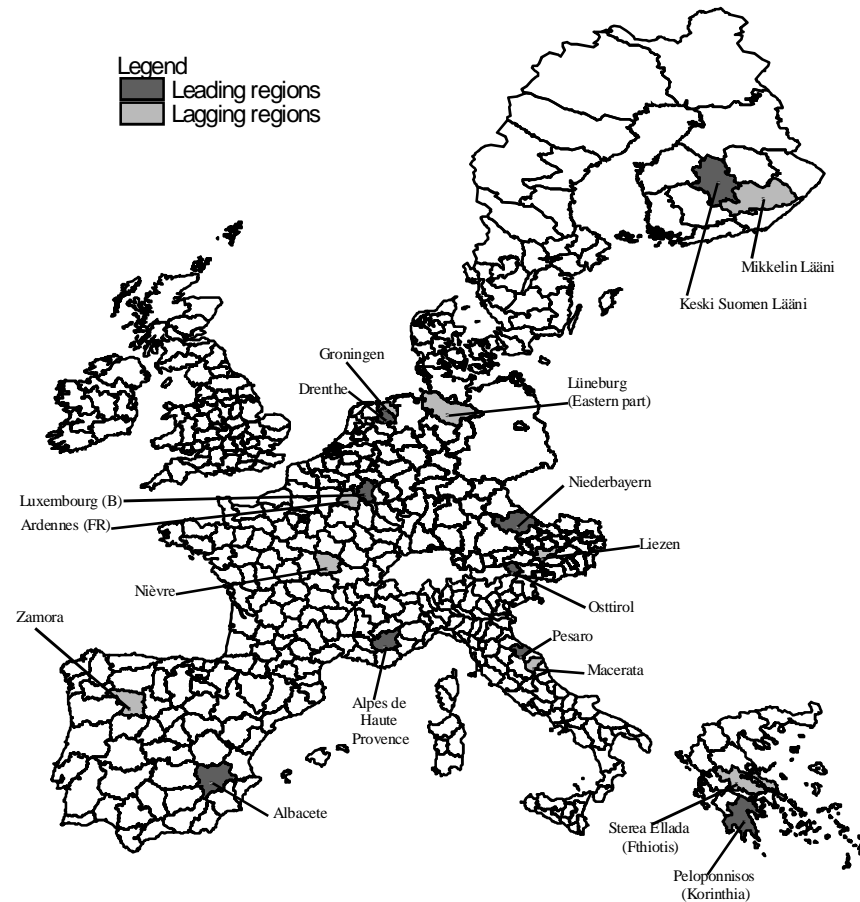 Legend
Leading regions
Lagging regions
Mikkelin Lääni
Keski Suomen Lääni
Groningen
Drenthe
Lüneburg
(Eastern part)
Luxembourg (B)
Ardennes (FR)
Niederbayern
Liezen
Nièvre
Osttirol
Zamora
Pesaro
Macerata
Alpes de
Haute
Provence
Albacete
Sterea Ellada
(Fthiotis)
Peloponnisos
(Korinthia)